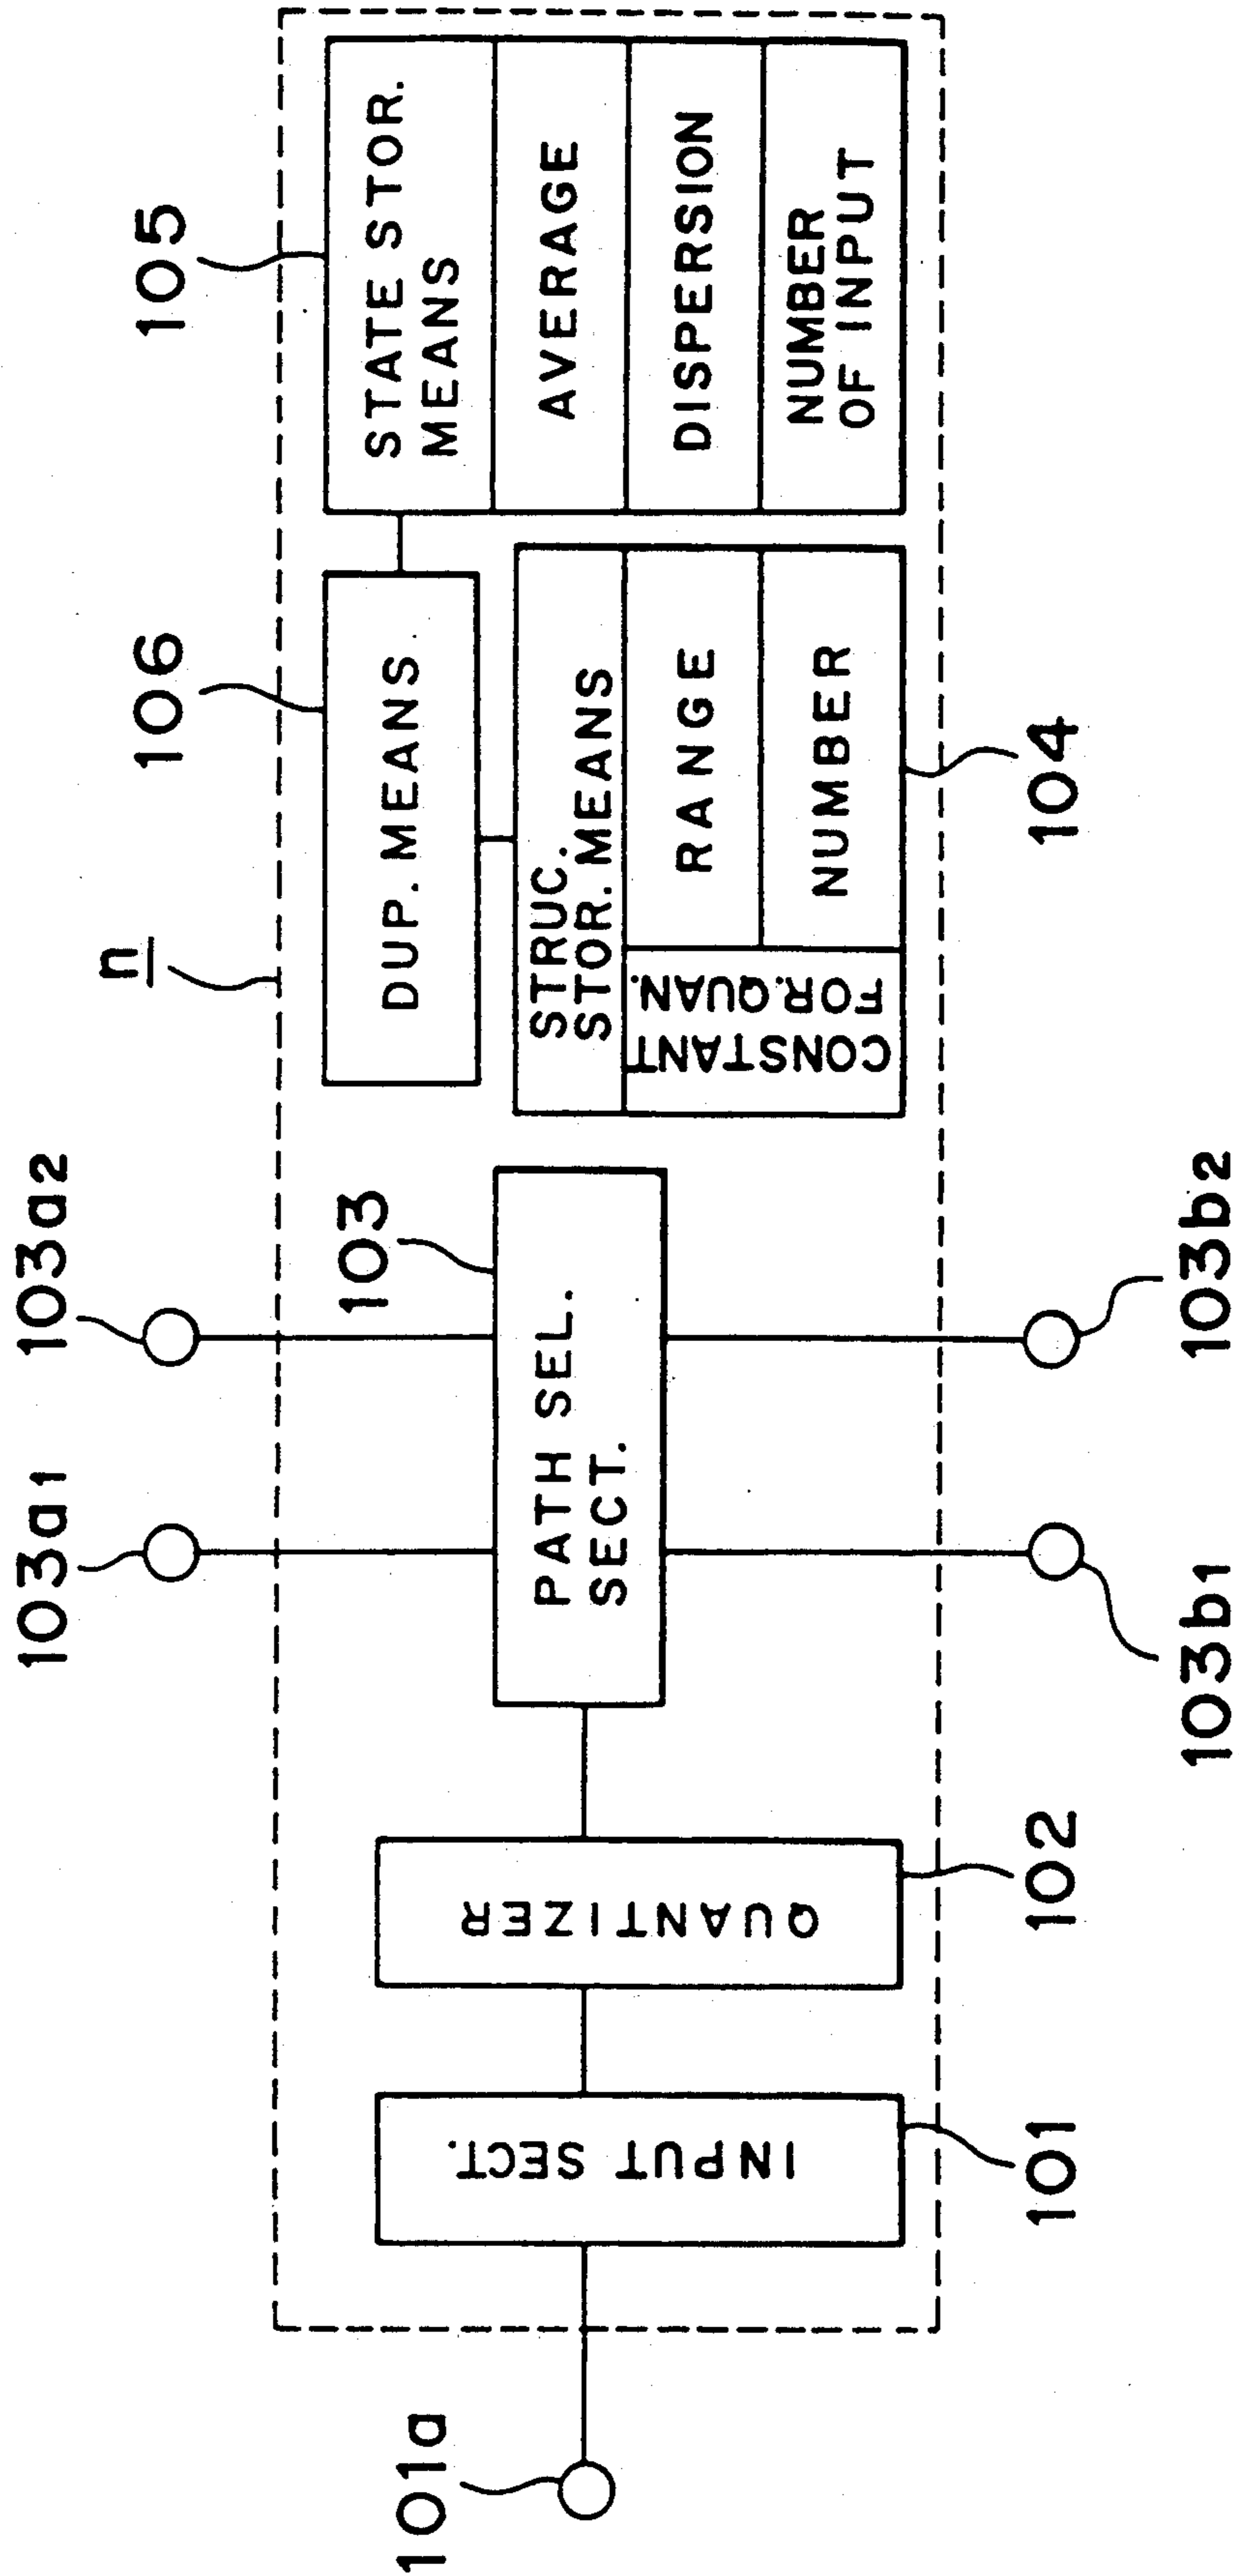 103a1
103a2
n
106
105
103
101a
INPUT SECT.
QUANTIZER
PATH SEL.
SECT.
DUP. MEANS.
STRUC.
STOR. MEANS
CONSTANT
FOR.QUAN.
RANGE
NUMBER
STATE STOR.
MEANS
AVERAGE
DISPERSION
NUMBER
OF INPUT
101
102
103b1
103b2
104